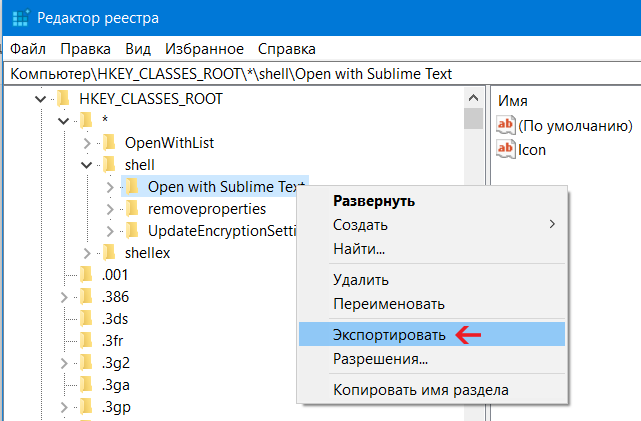 Редактор реестра
Файл Правка Вид Избранное Справка
Компьютер\HKEY_CLASSES_ROOT\*\shell\Open with Sublime Text
HKEY_CLASSES_ROOT
*
OpenWithList
shell
Open with Sublime Text
removeproperties
UpdateEncryptionSetti
shellex
.001
.386
.3ds
.3fr
.3g2
.3ga
.3gp
Имя
ab (По умолчанию)
ab Icon
Развернуть
Создать
Найти...
Удалить
Переименовать
Экспортировать
Разрешения...
Копировать имя раздела